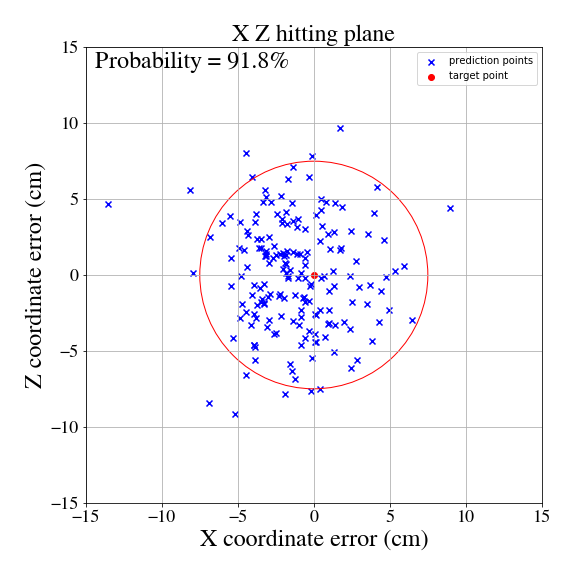 X Z hitting plane
Probability = 91.8%
prediction points
target point
15
10
5
0
−5
−10
−15
Z coordinate error (cm)
−15 −10 −5 0 5 10 15
X coordinate error (cm)